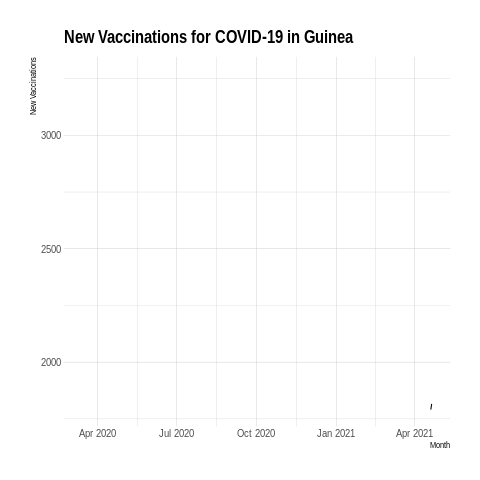 New Vaccinations for COVID-19 in Guinea
New Vaccinations
3000
2500
2000
Apr 2020 Jul 2020 Oct 2020 Jan 2021 Apr 2021
Month